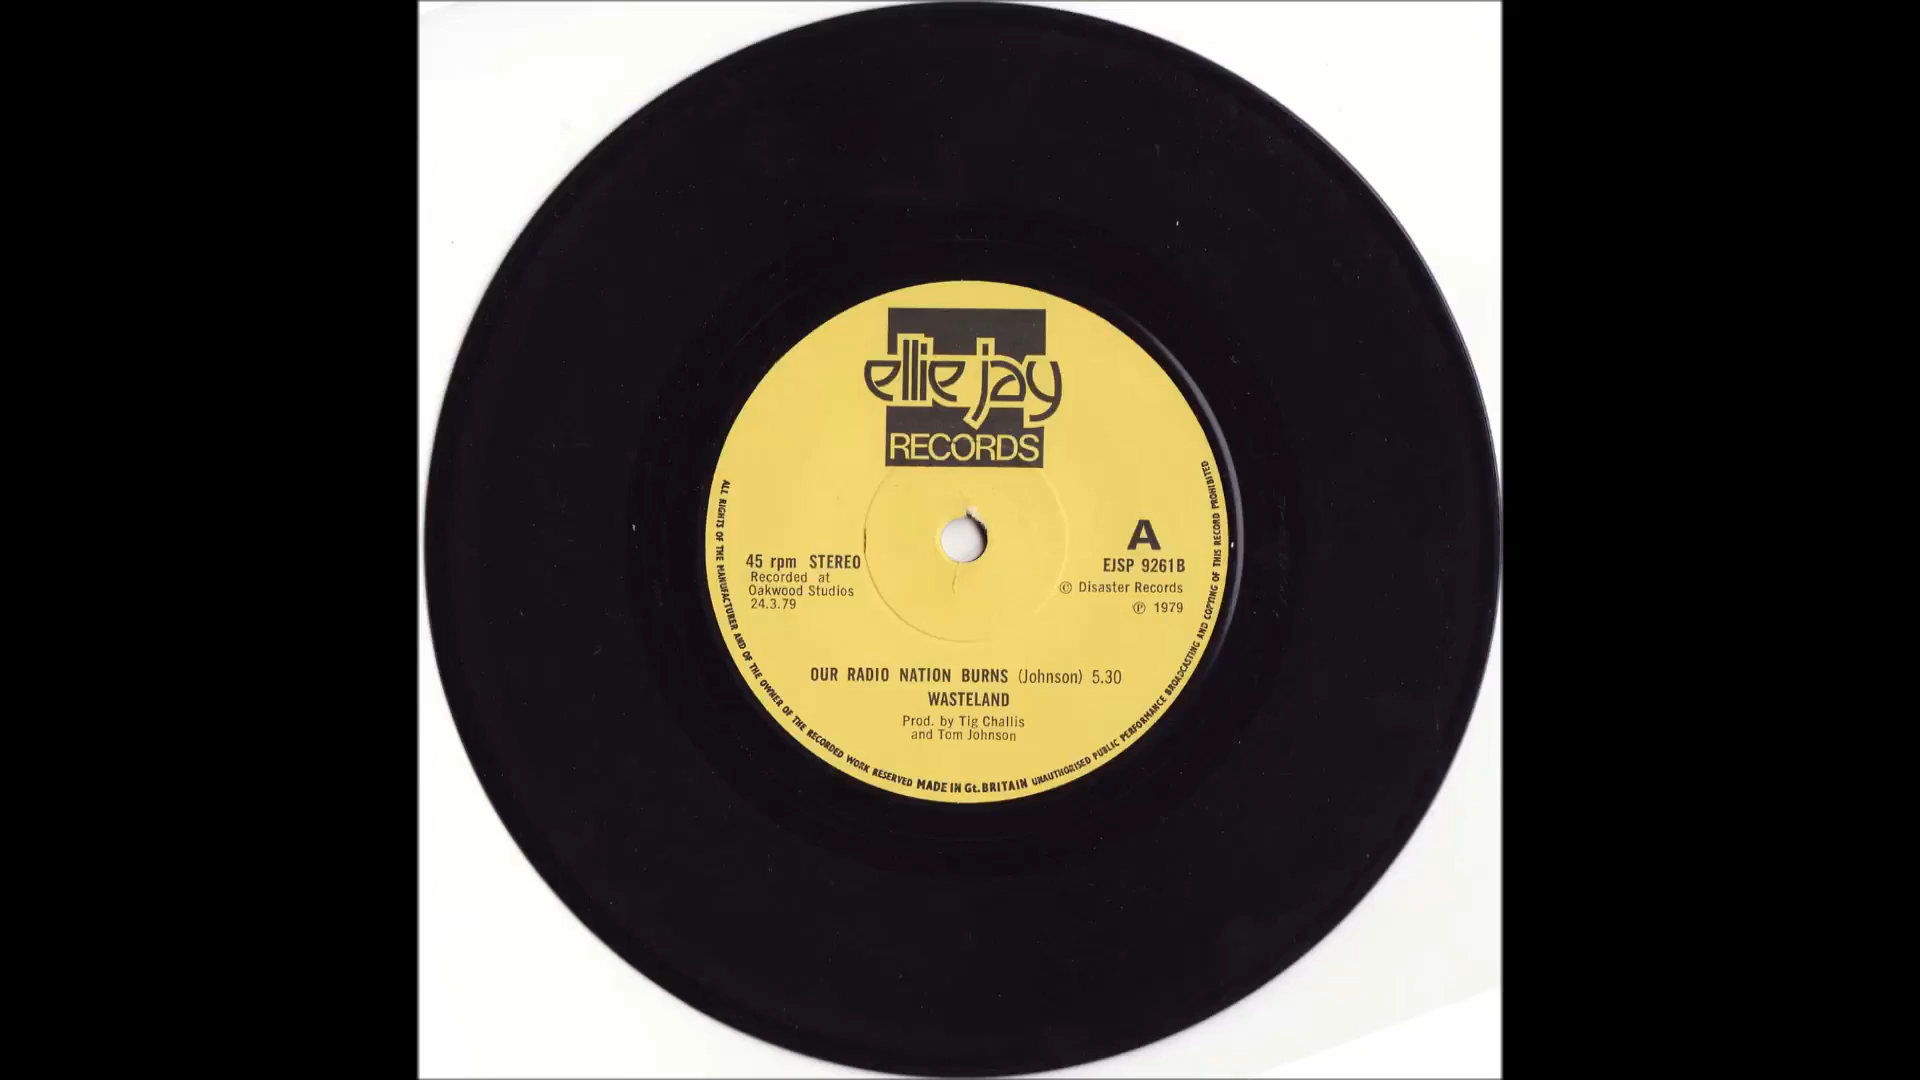 ellie jay
RECORDS
45 rpm STEREO
Recorded at
Oakwood Studios
24.3.79
A
EJSP 9261B
© Disaster Records
℗ 1979
OUR RADIO NATION BURNS (Johnson) 5.30
WASTELAND
Prod. by Tig Challis
and Tom Johnson
ALL RIGHTS OF THE MANUFACTURER AND OF THE OWNER OF THE RECORDED WORK RESERVED MADE IN Gt. BRITAIN UNAUTHORISED PUBLIC PERFORMANCE BROADCASTING AND COPYING OF THIS RECORD PROHIBITED